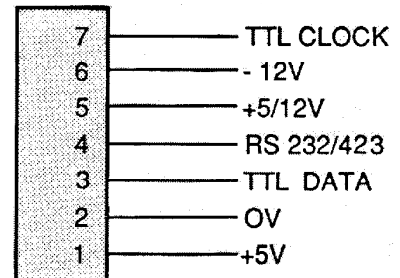 7 TTL CLOCK
6 - 12V
5 +5/12V
4 RS 232/423
3 TTL DATA
2 OV
1 +5V